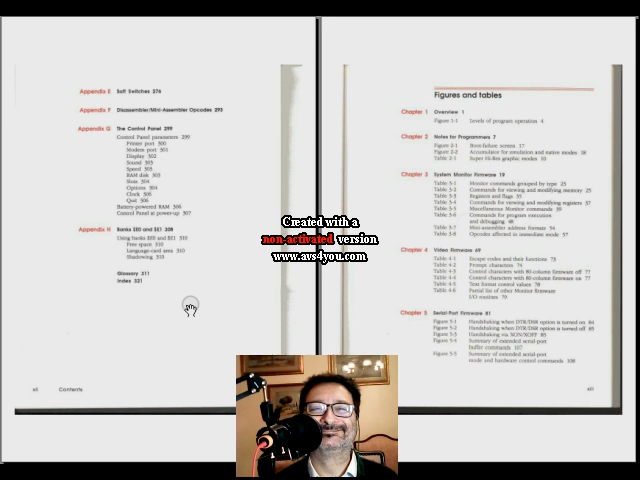 Appendix E Soft Switches 276
Appendix F Disassembler/Mini-Assembler Opcodes 293
Appendix G The Control Panel 299
Control Panel parameters 299
Printer port 300
Modem port 301
Display 302
Sound 303
Speed 303
RAM disk 303
Slots 304
Options 304
Clock 305
Quit 306
Battery-powered RAM 306
Control Panel at power-up 307
Appendix H Banks $E0 and $E1 308
Using banks $E0 and $E1 310
Free space 310
Language-card area 310
Shadowing 310
Glossary 311
Index 321
xii Contents
Figures and tables
Chapter 1 Overview 1
Figure 1-1 Levels of program operation 4
Chapter 2 Notes for Programmers 7
Figure 2-1 Boot-failure screen 17
Figure 2-2 Accumulator for emulation and native modes 18
Table 2-1 Super Hi-Res graphic modes 10
Chapter 3 System Monitor Firmware 19
Table 3-1 Monitor commands grouped by type 23
Table 3-2 Commands for viewing and modifying memory 25
Table 3-3 Registers and flags 35
Table 3-4 Commands for viewing and modifying registers 37
Table 3-5 Miscellaneous Monitor commands 39
Table 3-6 Commands for program execution
and debugging 48
Table 3-7 Mini-assembler address formats 54
Table 3-8 Opcodes affected in immediate mode 57
Chapter 4 Video Firmware 69
Table 4-1 Escape codes and their functions 73
Table 4-2 Prompt characters 74
Table 4-3 Control characters with 80-column firmware off 77
Table 4-4 Control characters with 80-column firmware on 77
Table 4-5 Text format control values 78
Table 4-6 Partial list of other Monitor firmware
I/O routines 79
Chapter 5 Serial-Port Firmware 81
Figure 5-1 Handshaking when DTR/DSR option is turned on 84
Figure 5-2 Handshaking when DTR/DSR option is turned off 85
Figure 5-3 Handshaking via XON/XOFF 85
Figure 5-4 Summary of extended serial-port
buffer commands 107
Figure 5-5 Summary of extended serial-port
mode and hardware control commands 108
xiii
Created with a
non-activated version
www.avs4you.com